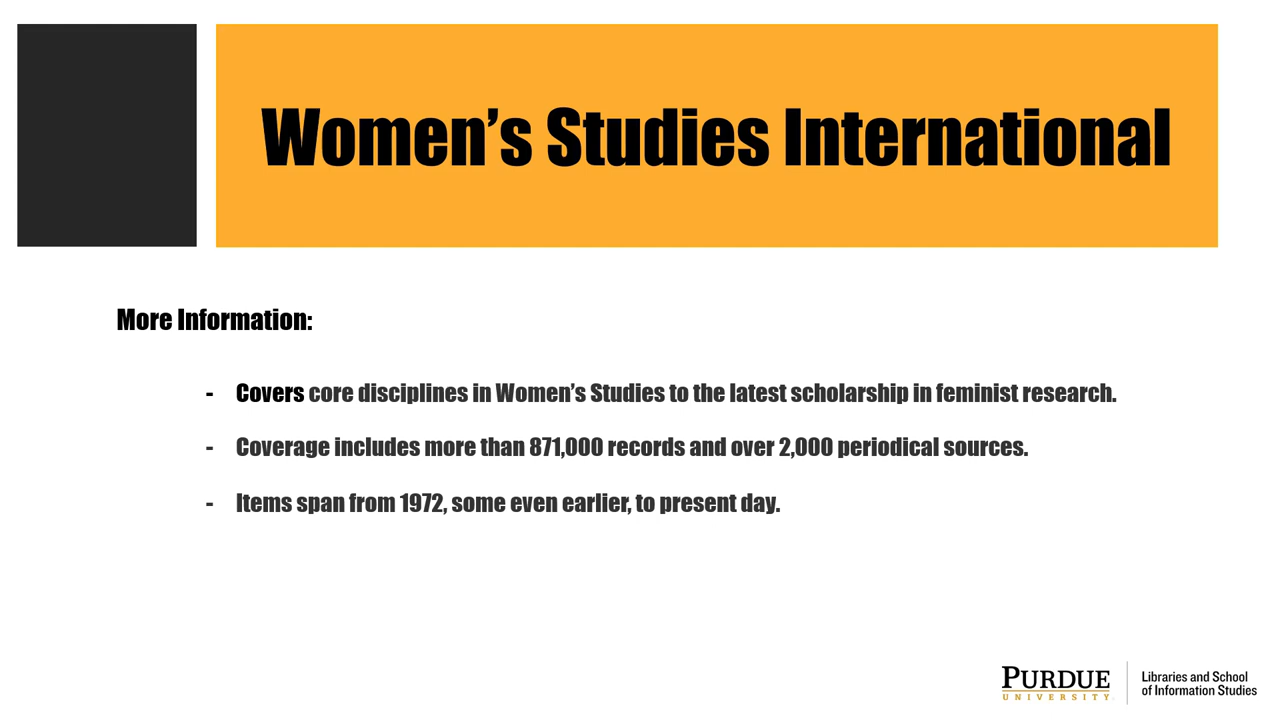 Women’s Studies International
More Information:
- Covers core disciplines in Women’s Studies to the latest scholarship in feminist research.
- Coverage includes more than 871,000 records and over 2,000 periodical sources.
- Items span from 1972, some even earlier, to present day.
PURDUE
UNIVERSITY
Libraries and School
of Information Studies